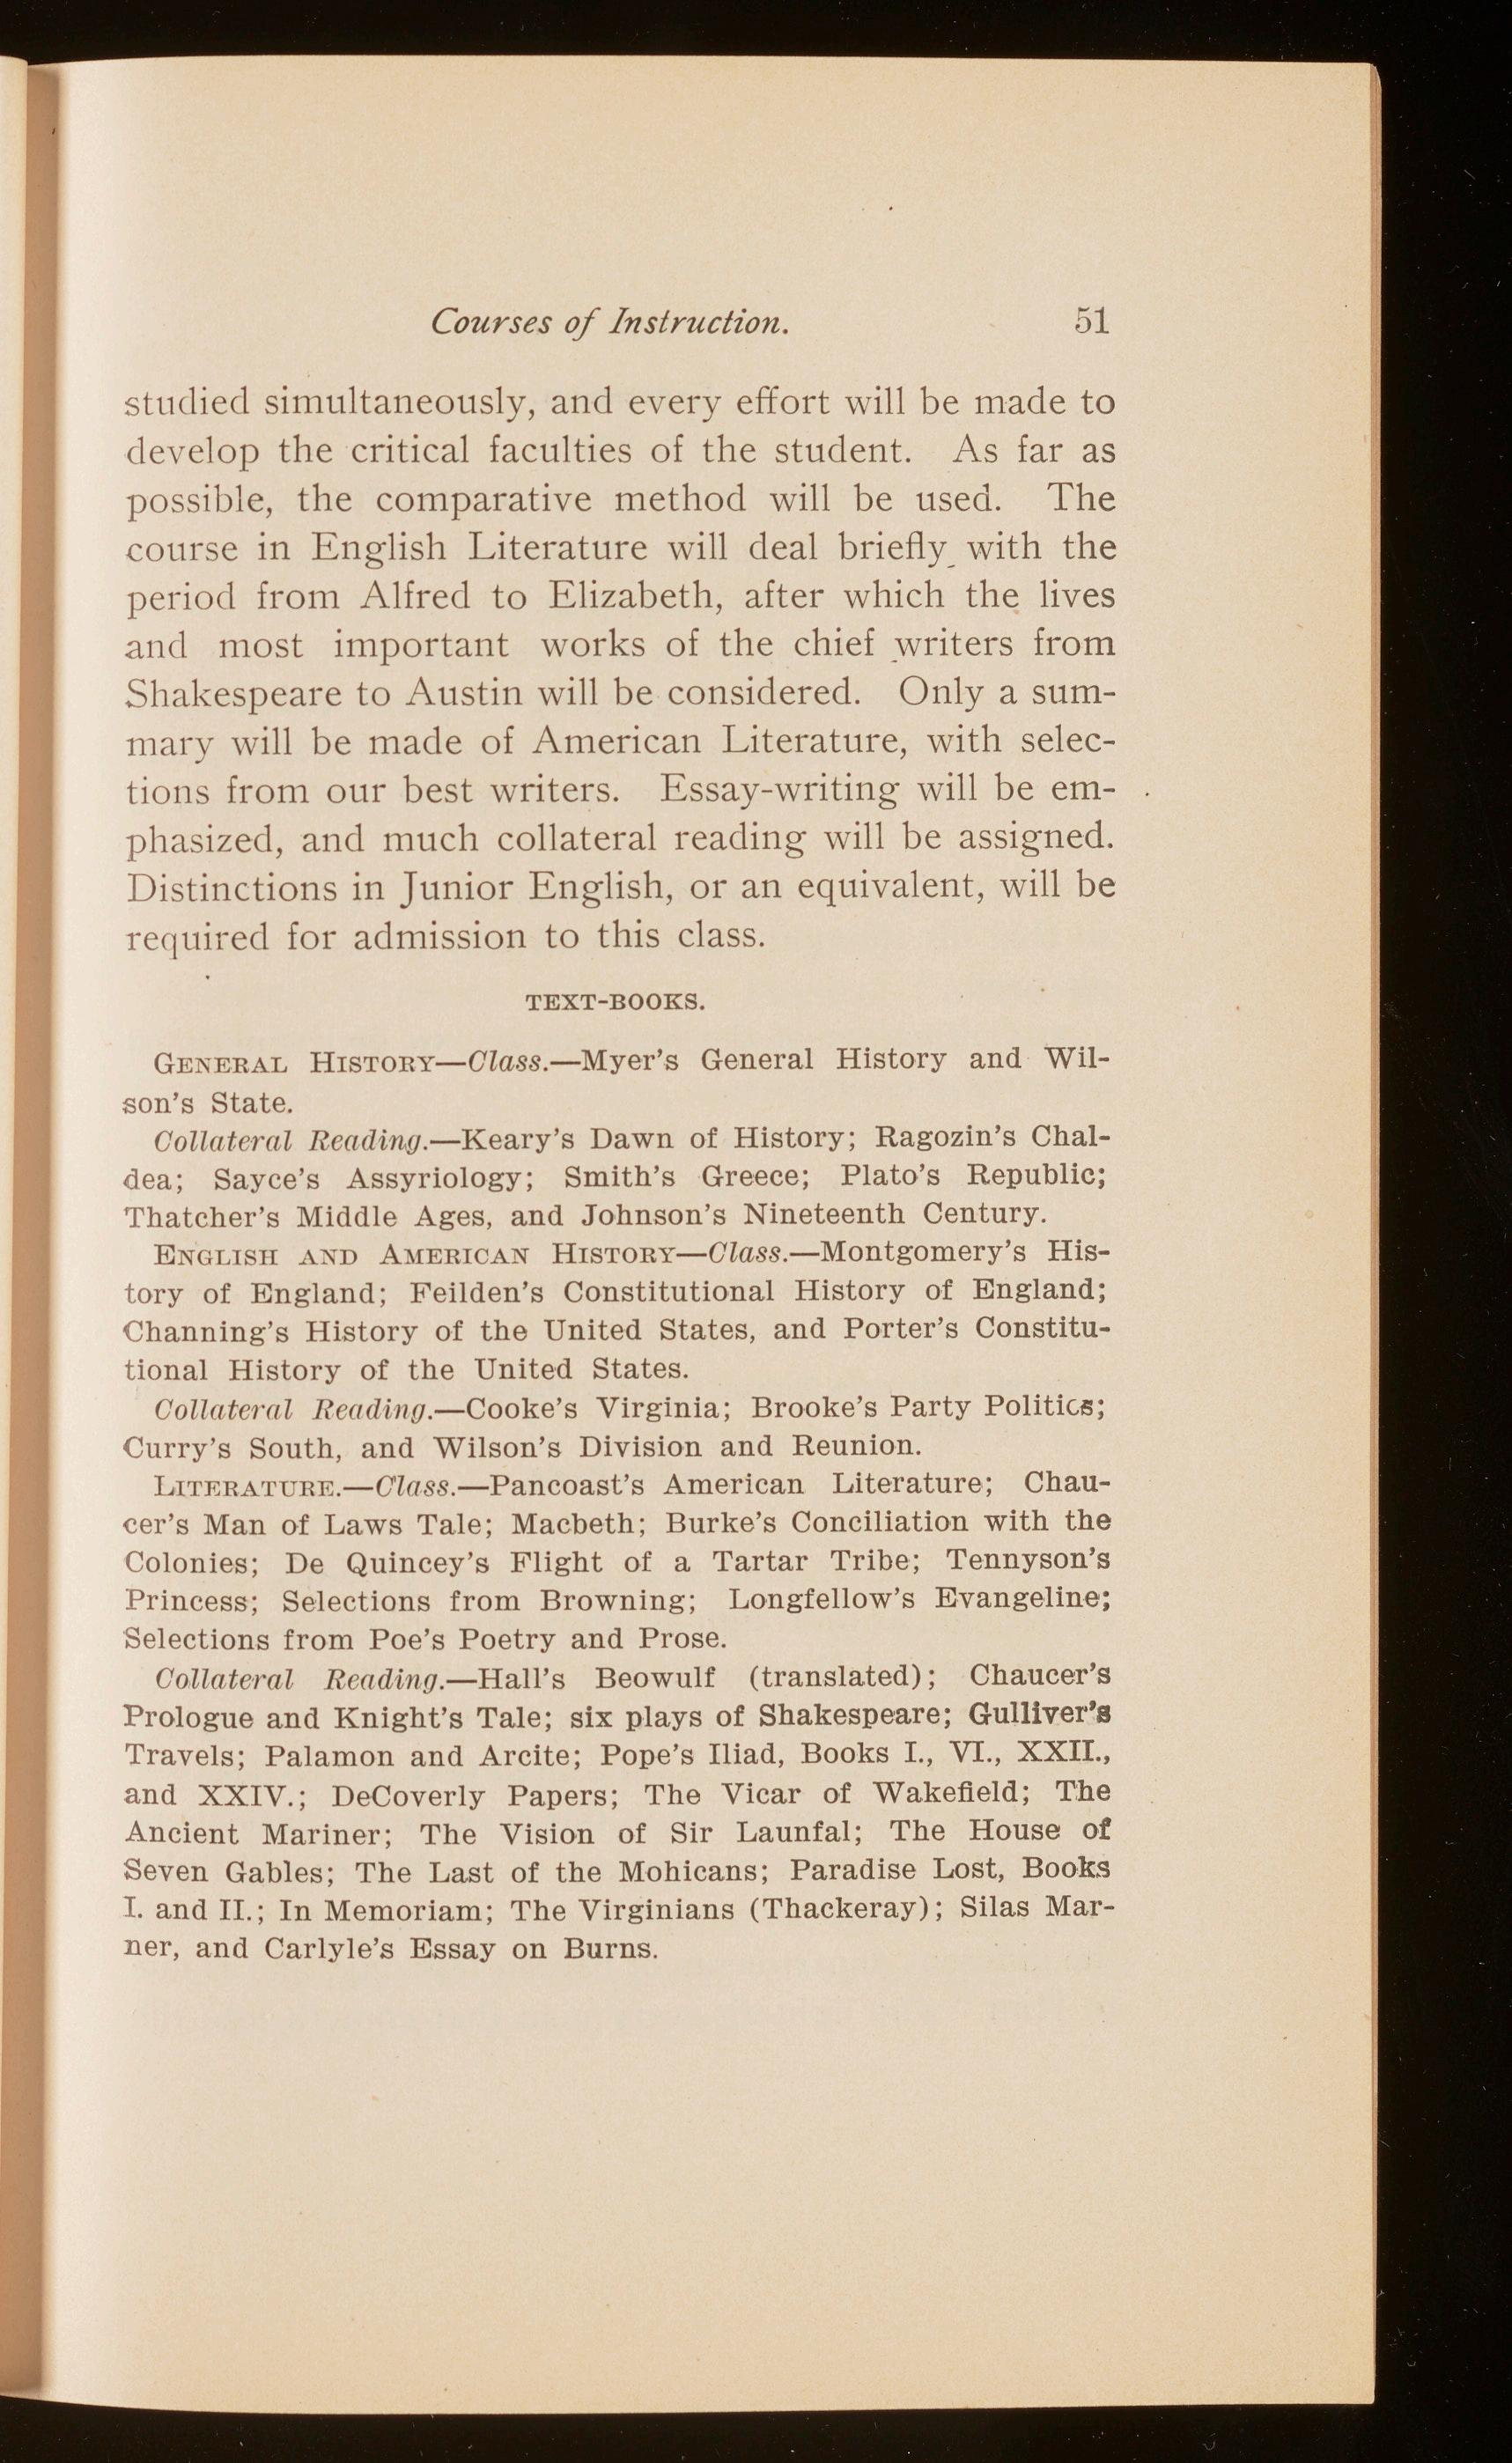 Courses of Instruction. 51
studied simultaneously, and every effort will be made to
develop the critical faculties of the student. As far as
possible, the comparative method will be used. The
course in English Literature will deal briefly with the
period from Alfred to Elizabeth, after which the lives
and most important works of the chief writers from
Shakespeare to Austin will be considered. Only a sum-
mary will be made of American Literature, with selec-
tions from our best writers. Essay-writing will be em-
phasized, and much collateral reading will be assigned.
Distinctions in Junior English, or an equivalent, will be
required for admission to this class.
TEXT-BOOKS.
GENERAL HISTORY—Class.—Myer's General History and Wil-
son's State.
Collateral Reading.—Keary's Dawn of History; Ragozin's Chal-
dea; Sayce's Assyriology; Smith's Greece; Plato's Republic;
Thatcher's Middle Ages, and Johnson's Nineteenth Century.
ENGLISH AND AMERICAN HISTORY—Class.—Montgomery's His-
tory of England; Feilden's Constitutional History of England;
Channing's History of the United States, and Porter's Constitu-
tional History of the United States.
Collateral Reading.—Cooke's Virginia; Brooke's Party Politics;
Curry's South, and Wilson's Division and Reunion.
LITERATURE.—Class.—Pancoast's American Literature; Chau-
cer's Man of Laws Tale; Macbeth; Burke's Conciliation with the
Colonies; De Quincey's Flight of a Tartar Tribe; Tennyson's
Princess; Selections from Browning; Longfellow's Evangeline;
Selections from Poe's Poetry and Prose.
Collateral Reading.—Hall's Beowulf (translated); Chaucer's
Prologue and Knight's Tale; six plays of Shakespeare; Gulliver's
Travels; Palamon and Arcite; Pope's Iliad, Books I., VI., XXII.,
and XXIV.; DeCoverly Papers; The Vicar of Wakefield; The
Ancient Mariner; The Vision of Sir Launfal; The House of
Seven Gables; The Last of the Mohicans; Paradise Lost, Books
I. and II.; In Memoriam; The Virginians (Thackeray); Silas Mar-
ner, and Carlyle's Essay on Burns.